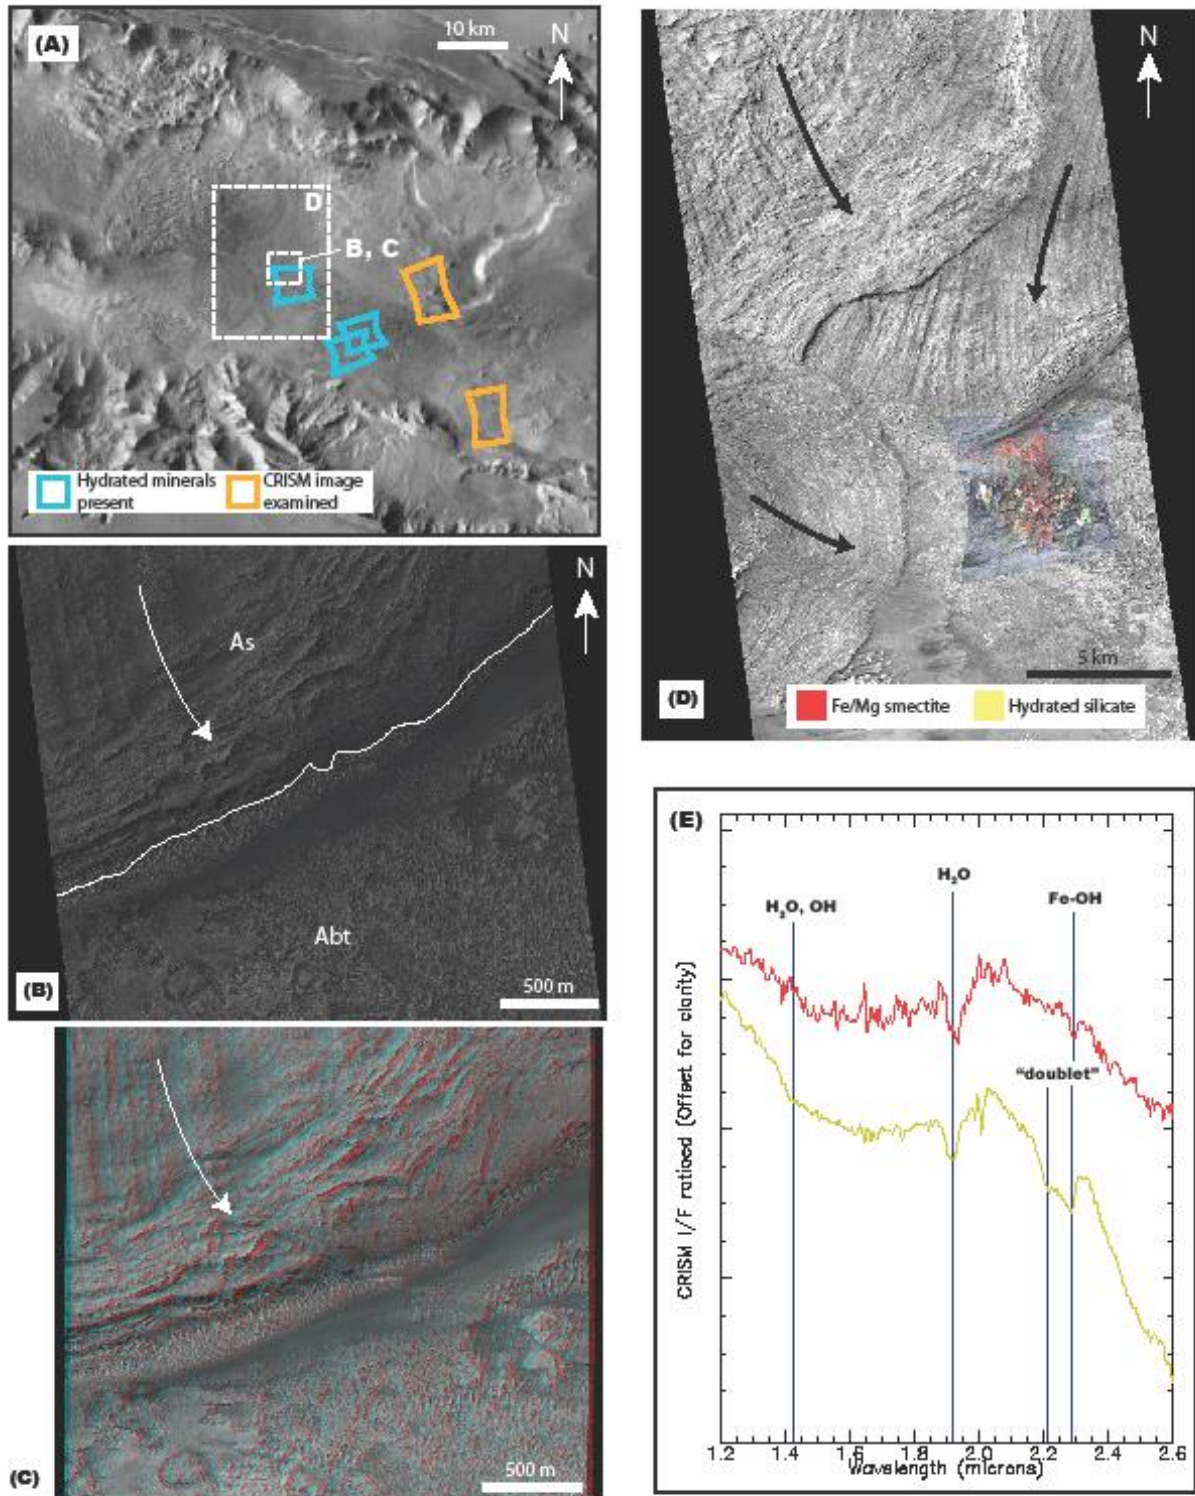 (A)
10 km
N
D
B, C
Hydrated minerals present
CRISM image examined
(B)
N
As
Abt
500 m
(C)
500 m
(D)
N
5 km
Fe/Mg smectite
Hydrated silicate
(E)
H₂O, OH
H₂O
Fe-OH
"doublet"
CRISM I/F ratioed (Offset for clarity)
1.2 1.4 1.6 1.8 2.0 2.2 2.4 2.6
Wavelength (microns)